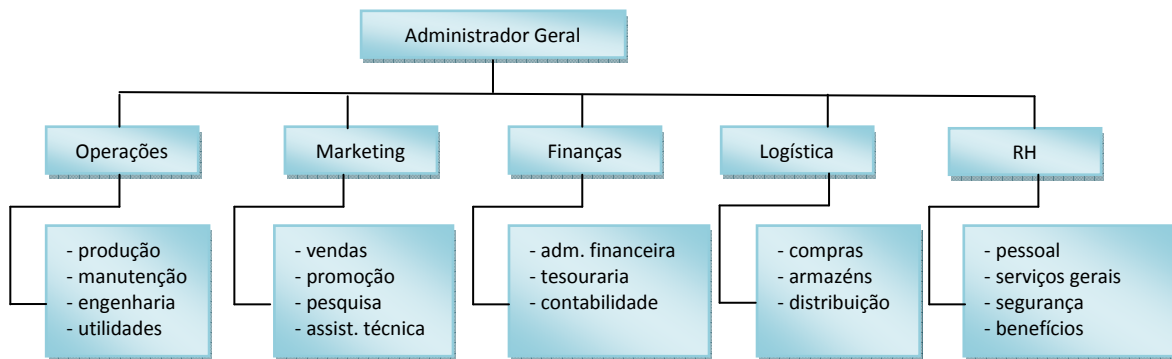 Administrador Geral
Operações
Marketing
Finanças
Logística
RH
- produção
- manutenção
- engenharia
- utilidades
- vendas
- promoção
- pesquisa
- assist. técnica
- adm. financeira
- tesouraria
- contabilidade
- compras
- armazéns
- distribuição
- pessoal
- serviços gerais
- segurança
- benefícios